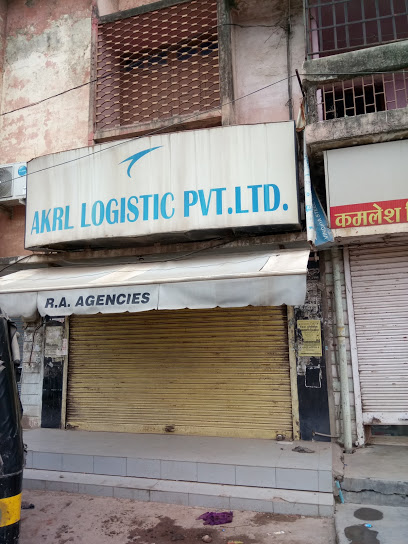 AKRL LOGISTIC PVT.LTD.
R.A. AGENCIES
कमलेश